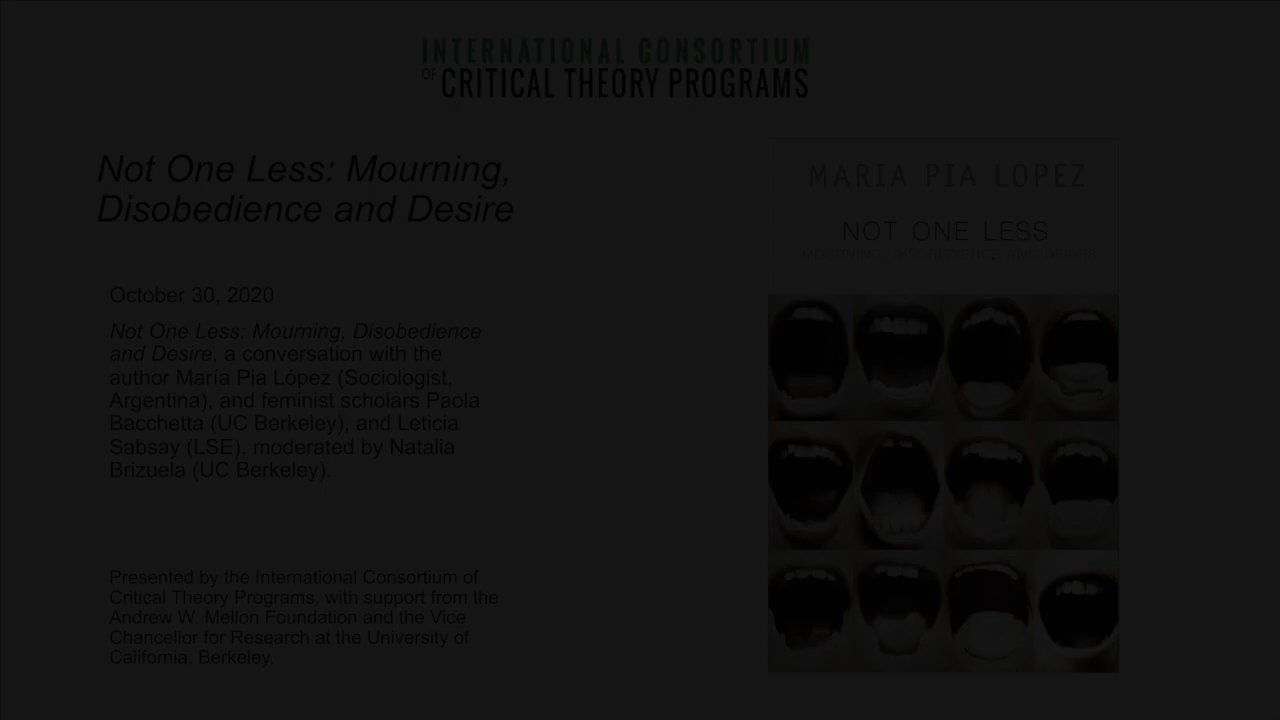 INTERNATIONAL CONSORTIUM
OF CRITICAL THEORY PROGRAMS
Not One Less: Mourning,
Disobedience and Desire
October 30, 2020
Not One Less: Mourning, Disobedience
and Desire, a conversation with the
author María Pia López (Sociologist,
Argentina), and feminist scholars Paola
Bacchetta (UC Berkeley), and Leticia
Sabsay (LSE), moderated by Natalia
Brizuela (UC Berkeley).
Presented by the International Consortium of
Critical Theory Programs, with support from the
Andrew W. Mellon Foundation and the Vice
Chancellor for Research at the University of
California, Berkeley.
MARIA PIA LOPEZ
NOT ONE LESS
MOURNING, DISOBEDIENCE AND DESIRE